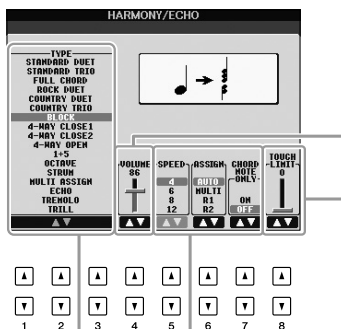 HARMONY/ECHO
TYPE
STANDARD DUET
STANDARD TRIO
FULL CHORD
ROCK DUET
COUNTRY DUET
COUNTRY TRIO
BLOCK
4-WAY CLOSE1
4-WAY CLOSE2
4-WAY OPEN
1+5
OCTAVE
STRUM
MULTI ASSIGN
ECHO
TREMOLO
TRILL
VOLUME
86
SPEED
4
6
8
12
ASSIGN
AUTO
MULTI
R1
R2
CHORD
NOTE
ONLY
ON
OFF
TOUCH
LIMIT
0
1 2 3 4 5 6 7 8